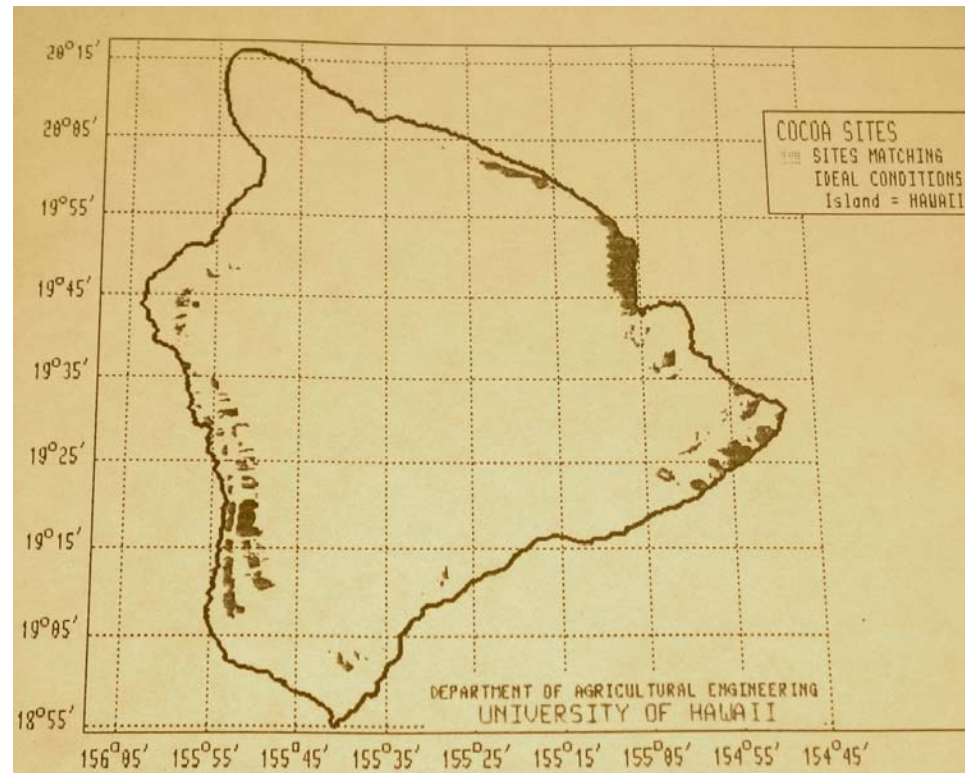 20°15′
20°05′
19°55′
19°45′
19°35′
19°25′
19°15′
19°05′
18°55′
COCOA SITES
SITES MATCHING
IDEAL CONDITIONS
Island = HAWAII
DEPARTMENT OF AGRICULTURAL ENGINEERING
UNIVERSITY OF HAWAII
156°05′ 155°55′ 155°45′ 155°35′ 155°25′ 155°15′ 155°05′ 154°55′ 154°45′